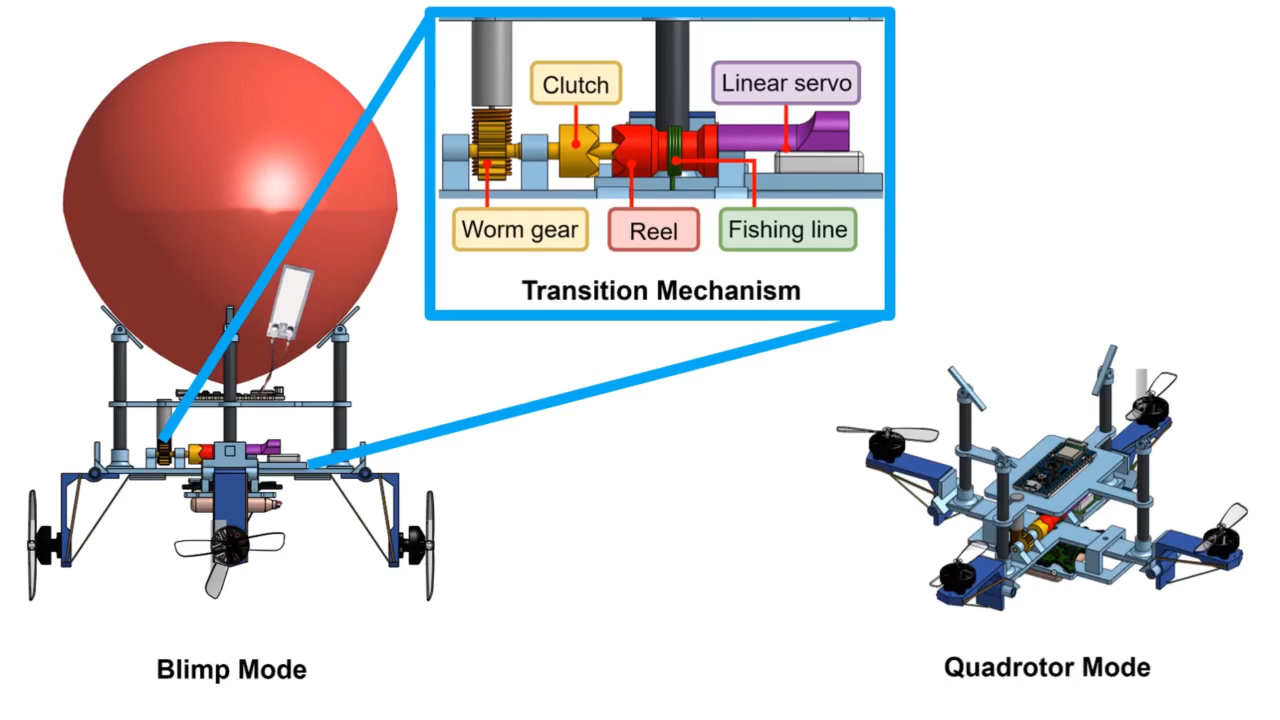 Clutch
Linear servo
Worm gear
Reel
Fishing line
Transition Mechanism
Blimp Mode
Quadrotor Mode